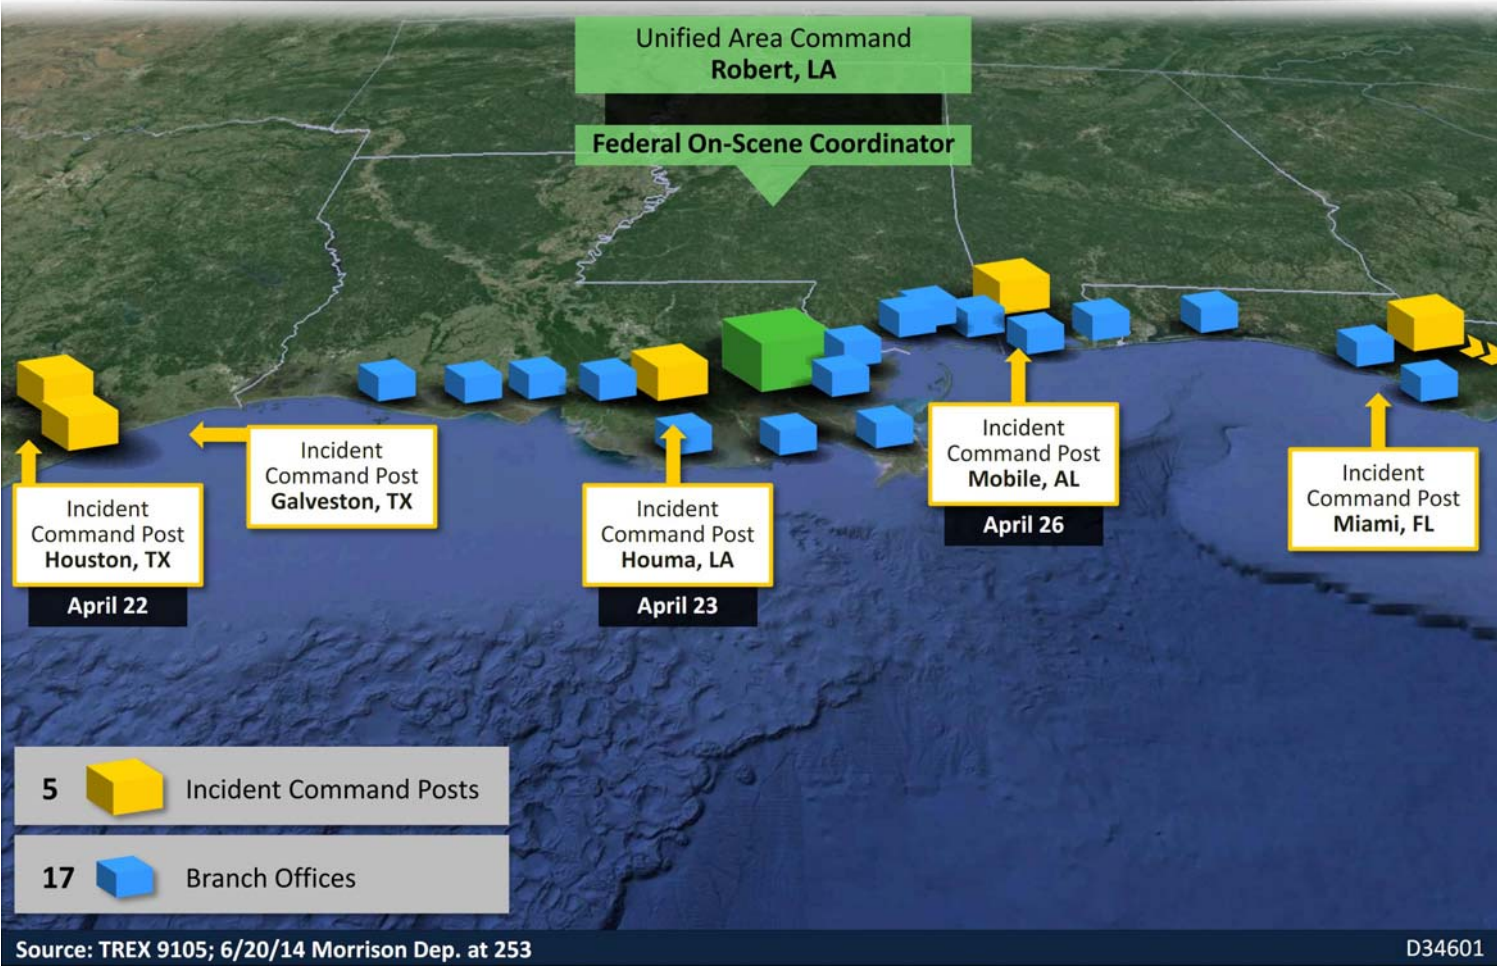 Unified Area Command
Robert, LA
Federal On-Scene Coordinator
Incident
Command Post
Galveston, TX
Incident
Command Post
Houston, TX
April 22
Incident
Command Post
Houma, LA
April 23
Incident
Command Post
Mobile, AL
April 26
Incident
Command Post
Miami, FL
5 Incident Command Posts
17 Branch Offices
Source: TREX 9105; 6/20/14 Morrison Dep. at 253
D34601